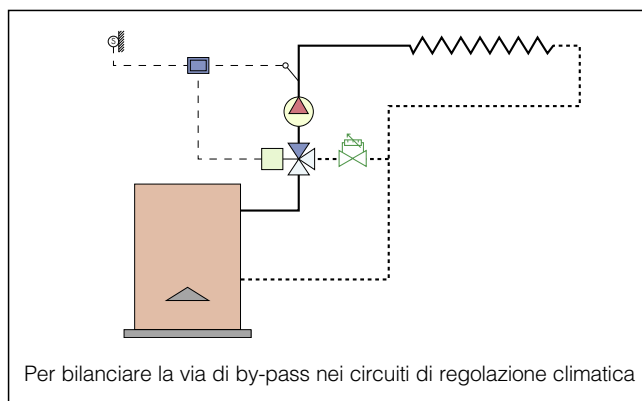 S
Per bilanciare la via di by-pass nei circuiti di regolazione climatica